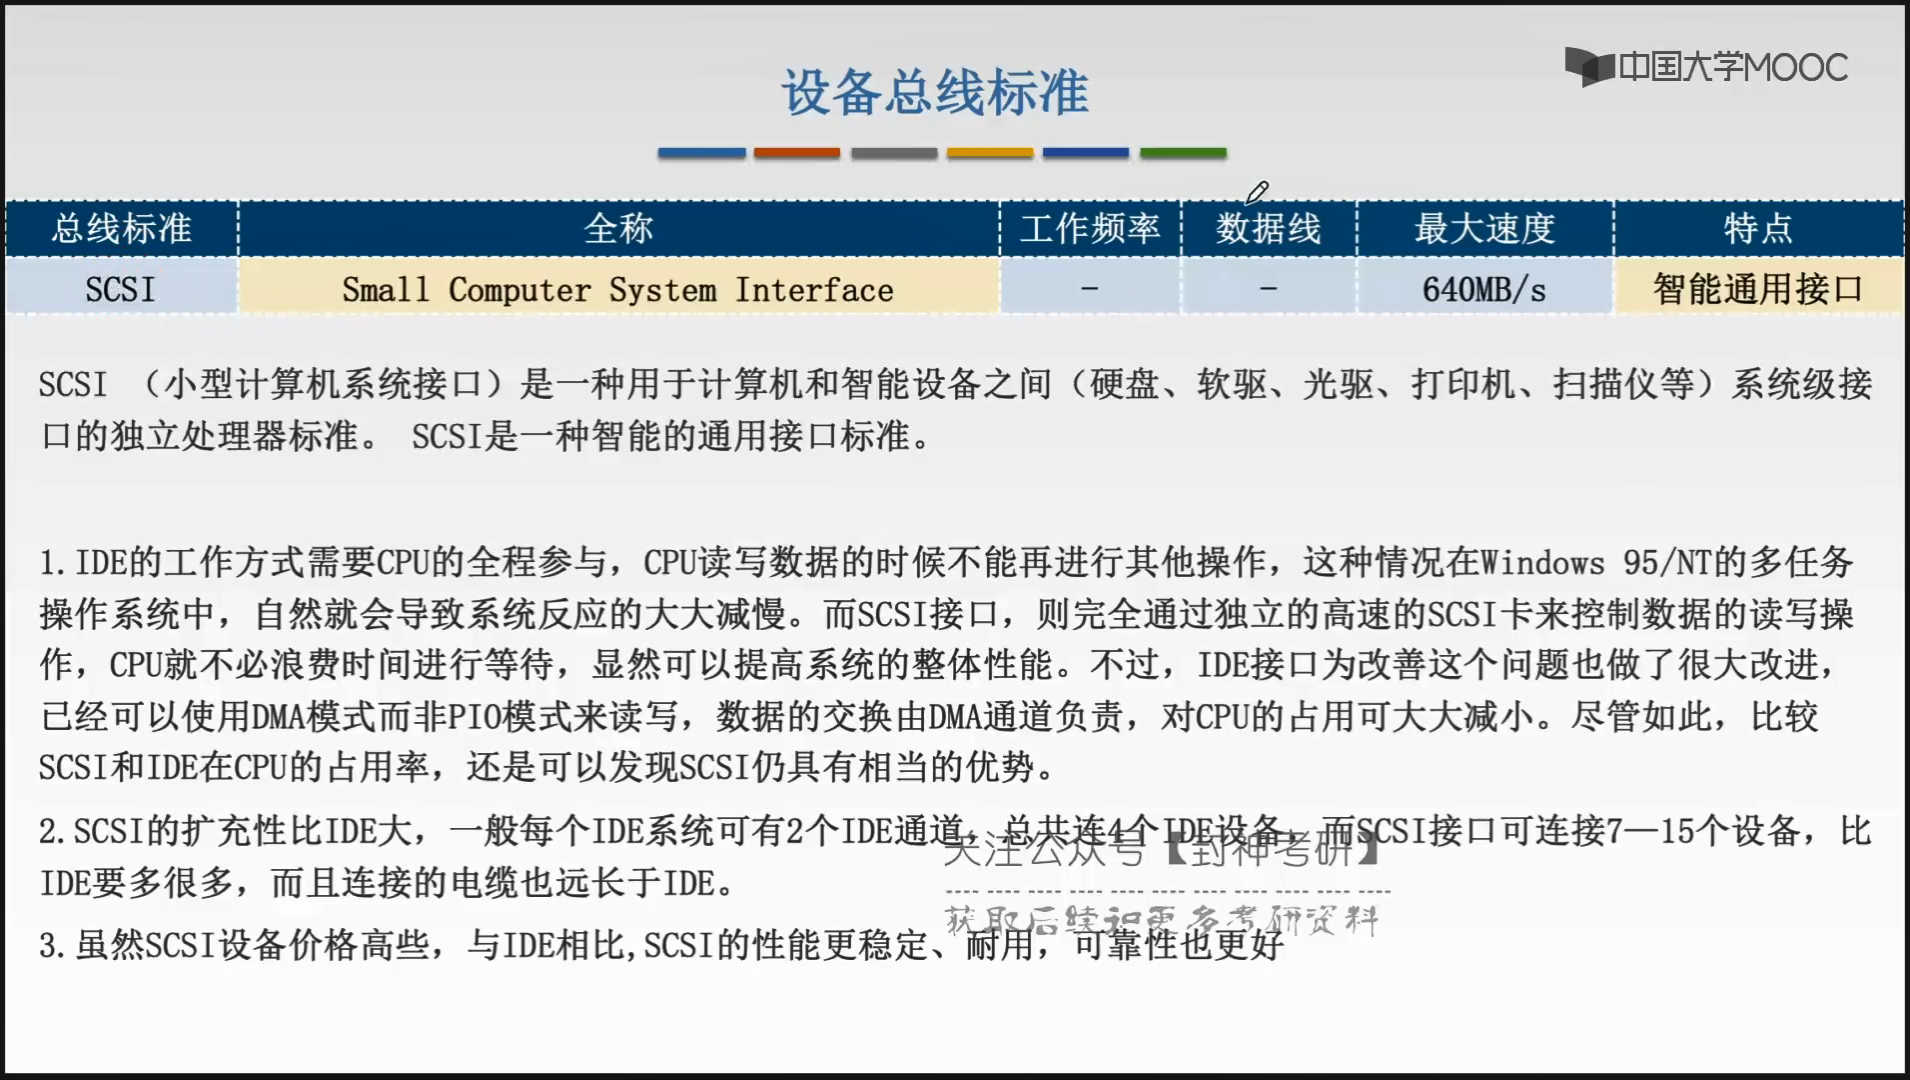 中国大学MOOC
设备总线标准
总线标准 全称 工作频率 数据线 最大速度 特点
SCSI Small Computer System Interface - - 640MB/s 智能通用接口
SCSI （小型计算机系统接口）是一种用于计算机和智能设备之间（硬盘、软驱、光驱、打印机、扫描仪等）系统级接
口的独立处理器标准。 SCSI是一种智能的通用接口标准。
1.IDE的工作方式需要CPU的全程参与，CPU读写数据的时候不能再进行其他操作，这种情况在Windows 95/NT的多任务
操作系统中，自然就会导致系统反应的大大减慢。而SCSI接口，则完全通过独立的高速的SCSI卡来控制数据的读写操
作，CPU就不必浪费时间进行等待，显然可以提高系统的整体性能。不过，IDE接口为改善这个问题也做了很大改进，
已经可以使用DMA模式而非PIO模式来读写，数据的交换由DMA通道负责，对CPU的占用可大大减小。尽管如此，比较
SCSI和IDE在CPU的占用率，还是可以发现SCSI仍具有相当的优势。
2.SCSI的扩充性比IDE大，一般每个IDE系统可有2个IDE通道，总共连4个IDE设备，而SCSI接口可连接7—15个设备，比
IDE要多很多，而且连接的电缆也远长于IDE。
关注公众号【封神考研】
获取后续和更多考研资料
3.虽然SCSI设备价格高些，与IDE相比,SCSI的性能更稳定、耐用，可靠性也更好